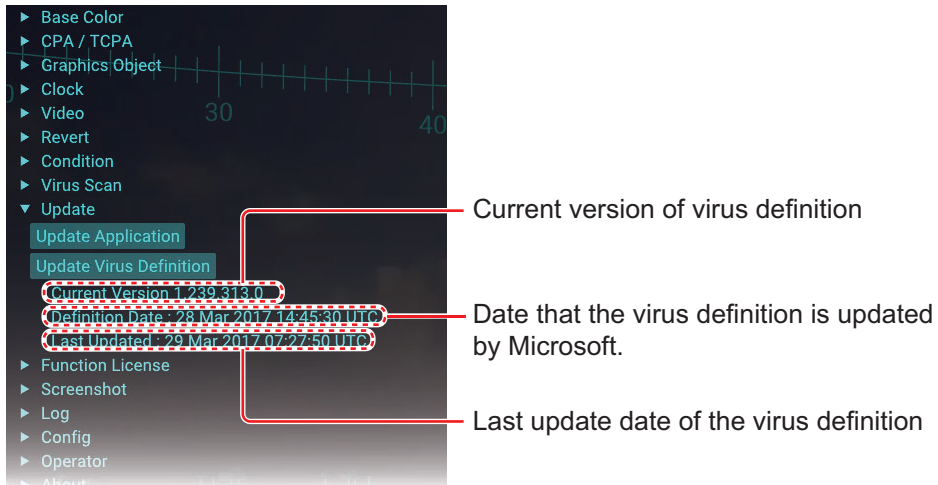 Base Color
CPA / TCPA
Graphics Object
Clock
30
Video
40
Revert
Condition
Virus Scan
Update
Update Application
Update Virus Definition
Current Version 1.239.313.0
Definition Date : 28 Mar 2017 14:45:30 UTC
Last Updated : 29 Mar 2017 07:27:50 UTC
Function License
Screenshot
Log
Config
Operator
About
Current version of virus definition
Date that the virus definition is updated
by Microsoft.
Last update date of the virus definition